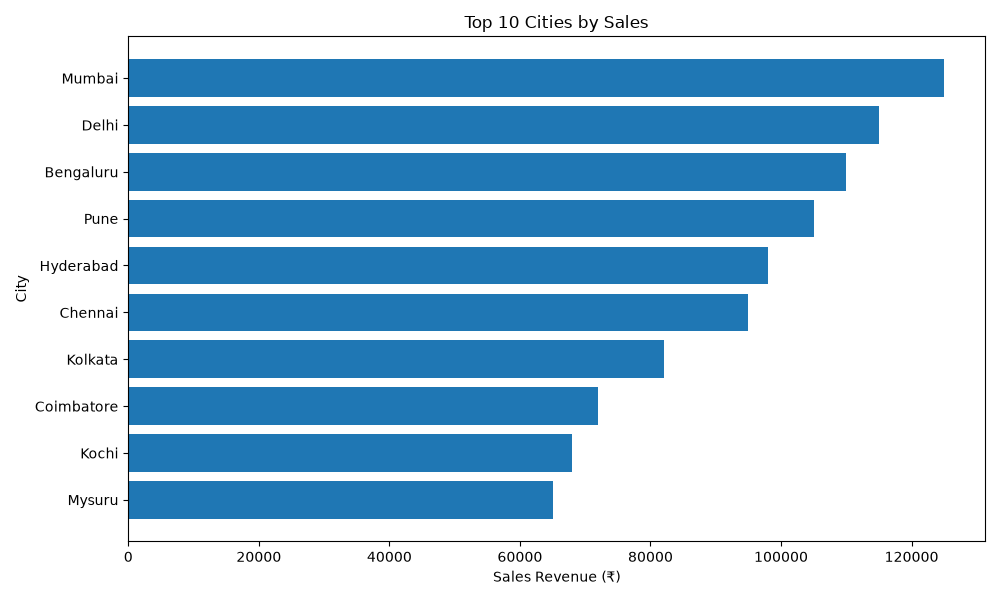 Top 10 Cities by Sales
City
Mumbai
Delhi
Bengaluru
Pune
Hyderabad
Chennai
Kolkata
Coimbatore
Kochi
Mysuru
0 20000 40000 60000 80000 100000 120000
Sales Revenue (₹)